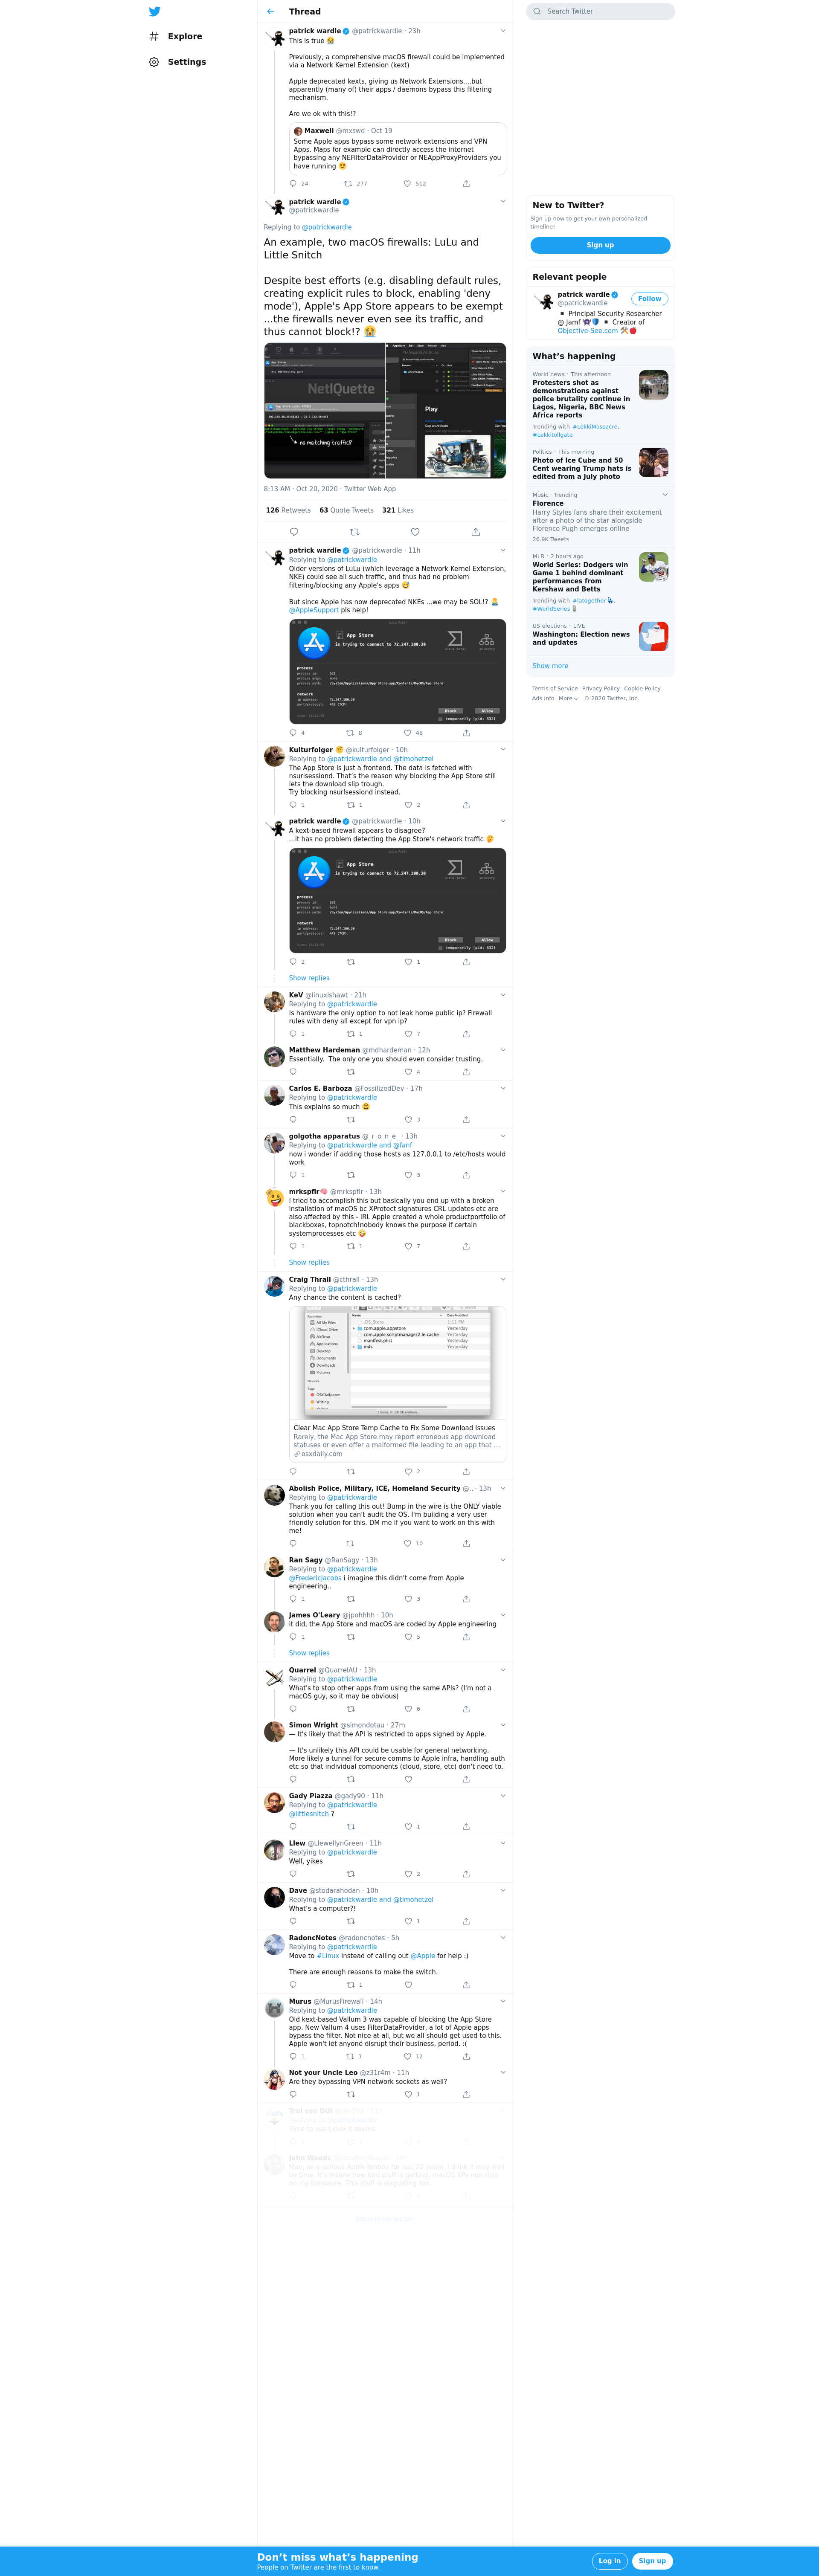 Explore
Settings
Thread
patrick wardle @patrickwardle · 23h
This is true 😭
Previously, a comprehensive macOS firewall could be implemented
via a Network Kernel Extension (kext)
Apple deprecated kexts, giving us Network Extensions....but
apparently (many of) their apps / daemons bypass this filtering
mechanism.
Are we ok with this!?
Maxwell @mxswd · Oct 19
Some Apple apps bypass some network extensions and VPN
Apps. Maps for example can directly access the internet
bypassing any NEFilterDataProvider or NEAppProxyProviders you
have running 😢
24 277 512
patrick wardle
@patrickwardle
Replying to @patrickwardle
An example, two macOS firewalls: LuLu and
Little Snitch
Despite best efforts (e.g. disabling default rules,
creating explicit rules to block, enabling 'deny
mode'), Apple's App Store appears to be exempt
...the firewalls never even see its traffic, and
thus cannot block!? 😭
NetIQuette
no matching traffic?
Play
8:13 AM · Oct 20, 2020 · Twitter Web App
126 Retweets 63 Quote Tweets 321 Likes
patrick wardle @patrickwardle · 11h
Replying to @patrickwardle
Older versions of LuLu (which leverage a Network Kernel Extension,
NKE) could see all such traffic, and thus had no problem
filtering/blocking any Apple's apps 😅
But since Apple has now deprecated NKEs ...we may be SOL!? 🤷‍♂️
@AppleSupport pls help!
App Store
is trying to connect to 72.247.100.30
process
network
Block Allow
temporarily (pid: 532)
4 8 48
Kulturfolger @kulturfolger · 10h
Replying to @patrickwardle and @timohetzel
The App Store is just a frontend. The data is fetched with
nsurlsessiond. That's the reason why blocking the App Store still
lets the download slip trough.
Try blocking nsurlsessiond instead.
1 1 2
patrick wardle @patrickwardle · 10h
A kext-based firewall appears to disagree?
...it has no problem detecting the App Store's network traffic 🤔
App Store
is trying to connect to 72.247.100.30
process
network
Block Allow
temporarily (pid: 532)
2 1
Show replies
KeV @linuxishawt · 21h
Replying to @patrickwardle
Is hardware the only option to not leak home public ip? Firewall
rules with deny all except for vpn ip?
1 1 7
Matthew Hardeman @mdhardeman · 12h
Essentially. The only one you should even consider trusting.
4
Carlos E. Barboza @FossilizedDev · 17h
Replying to @patrickwardle
This explains so much 😩
3
golgotha apparatus @_r_o_n_e_ · 13h
Replying to @patrickwardle and @fanf
now i wonder if adding those hosts as 127.0.0.1 to /etc/hosts would
work
1 3
mrkspflr🧠 @mrkspflr · 13h
I tried to accomplish this but basically you end up with a broken
installation of macOS bc XProtect signatures CRL updates etc are
also affected by this - IRL Apple created a whole productportfolio of
blackboxes, topnotch!nobody knows the purpose if certain
systemprocesses etc 🤪
1 1 7
Show replies
Craig Thrall @cthrall · 13h
Replying to @patrickwardle
Any chance the content is cached?
Clear Mac App Store Temp Cache to Fix Some Download Issues
Rarely, the Mac App Store may report erroneous app download
statuses or even offer a malformed file leading to an app that ...
osxdaily.com
2
Abolish Police, Military, ICE, Homeland Security @.. · 13h
Replying to @patrickwardle
Thank you for calling this out! Bump in the wire is the ONLY viable
solution when you can't audit the OS. I'm building a very user
friendly solution for this. DM me if you want to work on this with
me!
10
Ran Sagy @RanSagy · 13h
Replying to @patrickwardle
@FredericJacobs i imagine this didn't come from Apple
engineering..
1 3
James O'Leary @jpohhhh · 10h
it did, the App Store and macOS are coded by Apple engineering
1 5
Show replies
Quarrel @QuarrelAU · 13h
Replying to @patrickwardle
What's to stop other apps from using the same APIs? (I'm not a
macOS guy, so it may be obvious)
6
Simon Wright @simondotau · 27m
— It's likely that the API is restricted to apps signed by Apple.
— It's unlikely this API could be usable for general networking.
More likely a tunnel for secure comms to Apple infra, handling auth
etc so that individual components (cloud, store, etc) don't need to.
Gady Piazza @gady90 · 11h
Replying to @patrickwardle
@littlesnitch ?
1
Llew @LlewellynGreen · 11h
Replying to @patrickwardle
Well, yikes
2
Dave @stodarahodan · 10h
Replying to @patrickwardle and @timohetzel
What's a computer?!
1
RadoncNotes @radoncnotes · 5h
Replying to @patrickwardle
Move to #Linux instead of calling out @Apple for help :)
There are enough reasons to make the switch.
1
Murus @MurusFirewall · 14h
Replying to @patrickwardle
Old kext-based Vallum 3 was capable of blocking the App Store
app. New Vallum 4 uses FilterDataProvider, a lot of Apple apps
bypass the filter. Not nice at all, but we all should get used to this.
Apple won't let anyone disrupt their business, period. :(
1 1 12
Not your Uncle Leo @z31r4m · 11h
Are they bypassing VPN network sockets as well?
1
Search Twitter
New to Twitter?
Sign up now to get your own personalized
timeline!
Sign up
Relevant people
patrick wardle
@patrickwardle
Follow
Principal Security Researcher
@ Jamf Creator of
Objective-See.com
What's happening
World news · This afternoon
Protesters shot as
demonstrations against
police brutality continue in
Lagos, Nigeria, BBC News
Africa reports
Trending with #LekkiMassacre,
#Lekkitollgate
Politics · This morning
Photo of Ice Cube and 50
Cent wearing Trump hats is
edited from a July photo
Music · Trending
Florence
Harry Styles fans share their excitement
after a photo of the star alongside
Florence Pugh emerges online
26.9K Tweets
MLB · 2 hours ago
World Series: Dodgers win
Game 1 behind dominant
performances from
Kershaw and Betts
Trending with #latogether,
#WorldSeries
US elections · LIVE
Washington: Election news
and updates
Show more
Terms of Service Privacy Policy Cookie Policy
Ads info More © 2020 Twitter, Inc.
Don't miss what's happening
People on Twitter are the first to know.
Log in Sign up